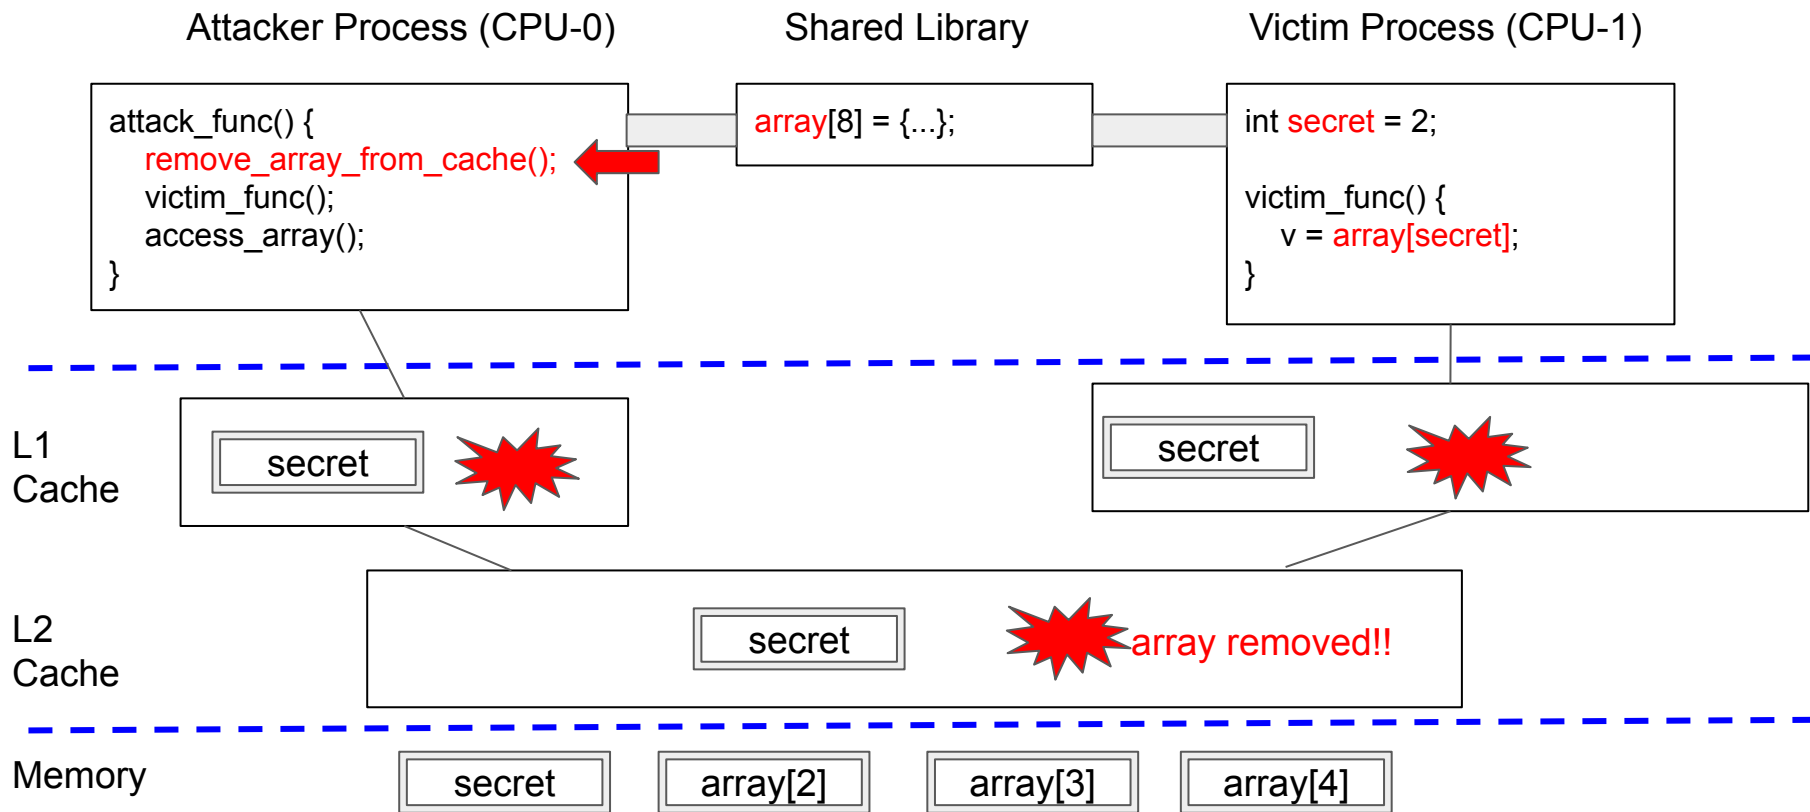 Attacker Process (CPU-0)
Shared Library
Victim Process (CPU-1)
attack_func() {
remove_array_from_cache();
victim_func();
access_array();
}
array[8] = {...};
int secret = 2;
victim_func() {
v = array[secret];
}
L1
Cache
secret
secret
L2
Cache
secret
array removed!!
Memory
secret
array[2]
array[3]
array[4]